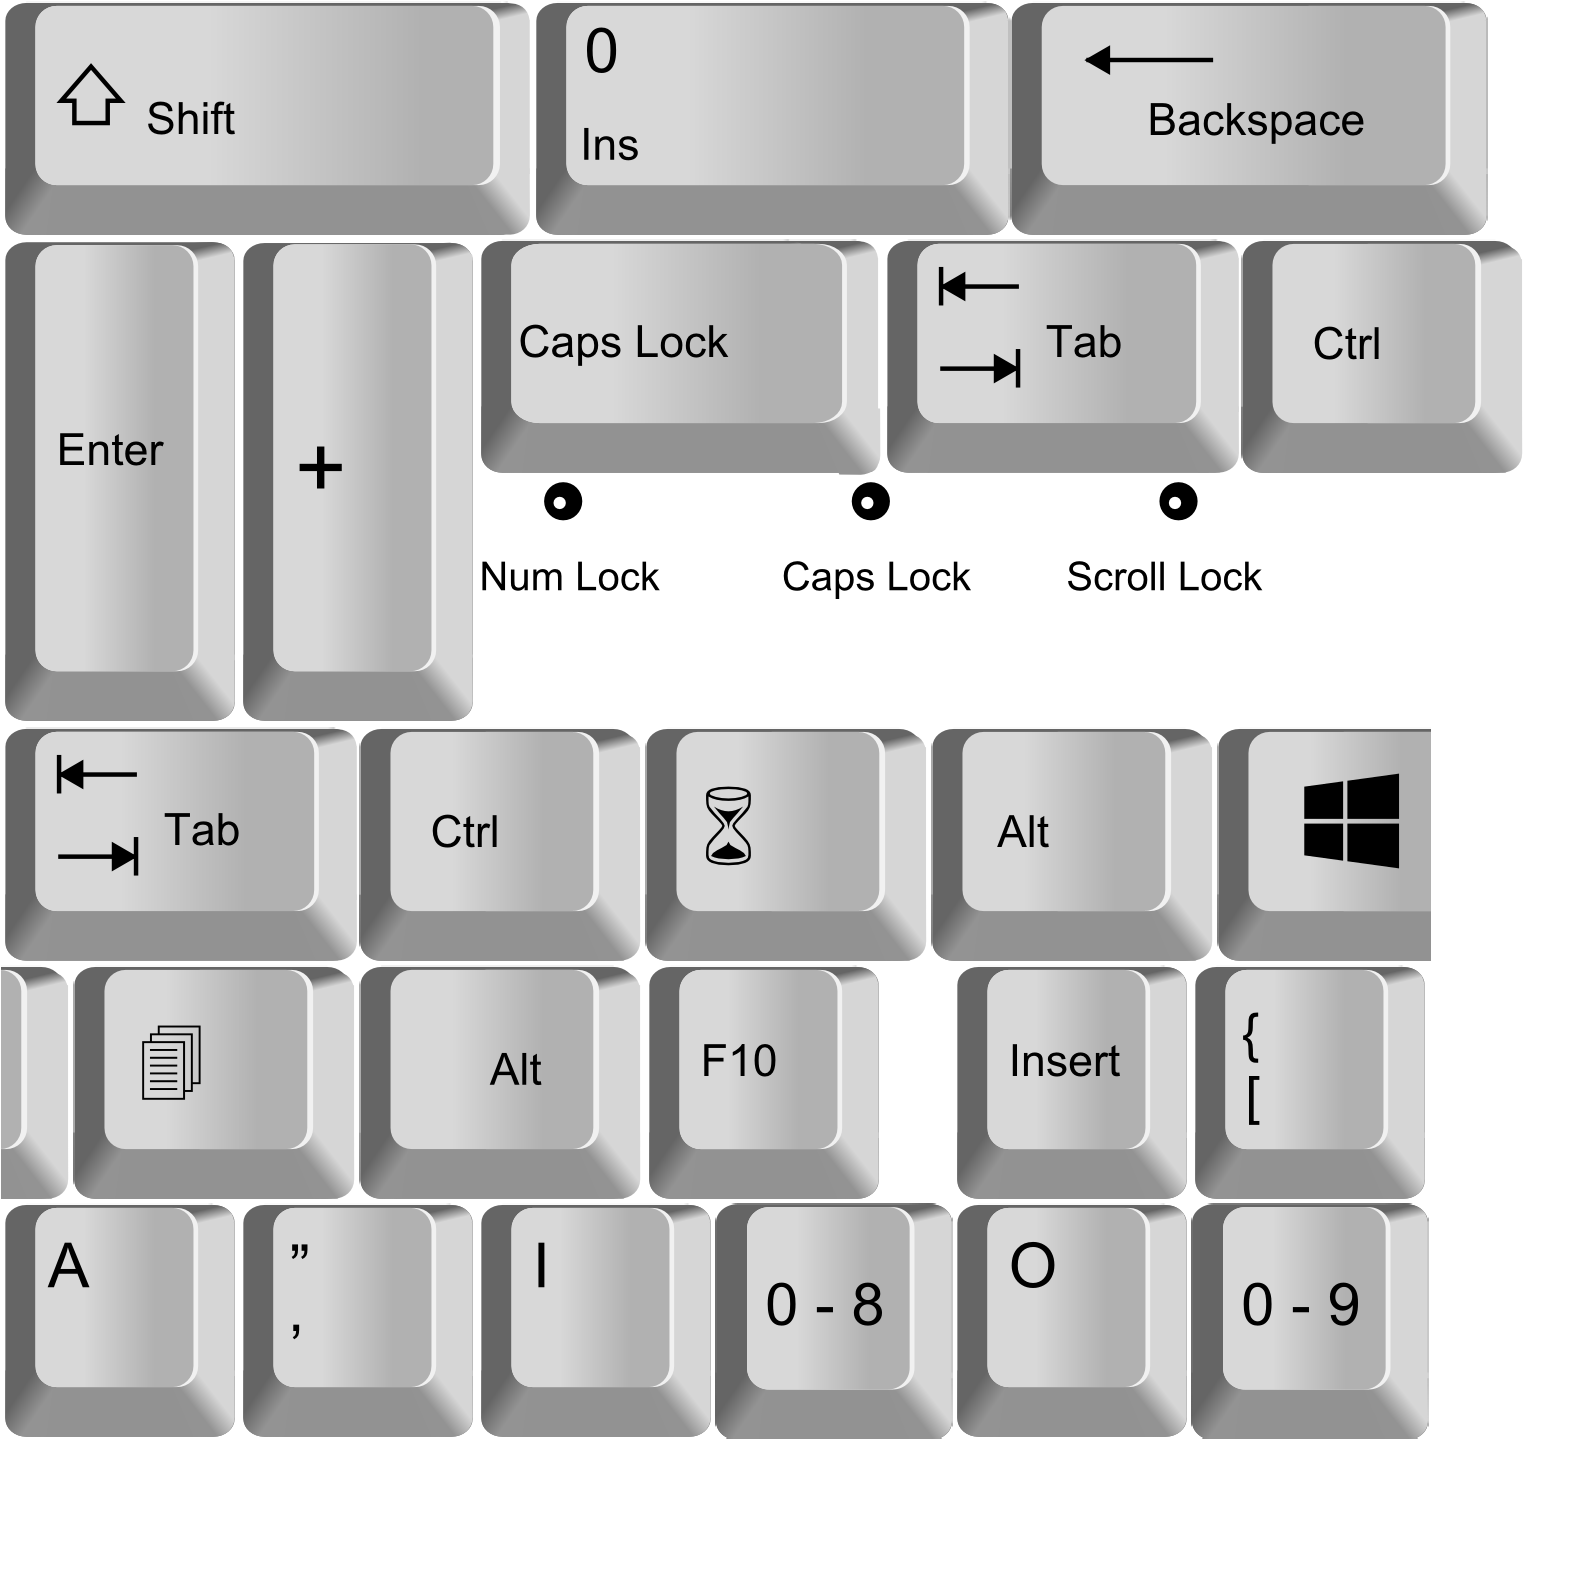 Shift
0
Ins
Backspace
Enter
+
Caps Lock
Tab
Ctrl
Num Lock
Caps Lock
Scroll Lock
Tab
Ctrl
Alt
Alt
F10
Insert
{
[
A
”
,
I
0 - 8
O
0 - 9